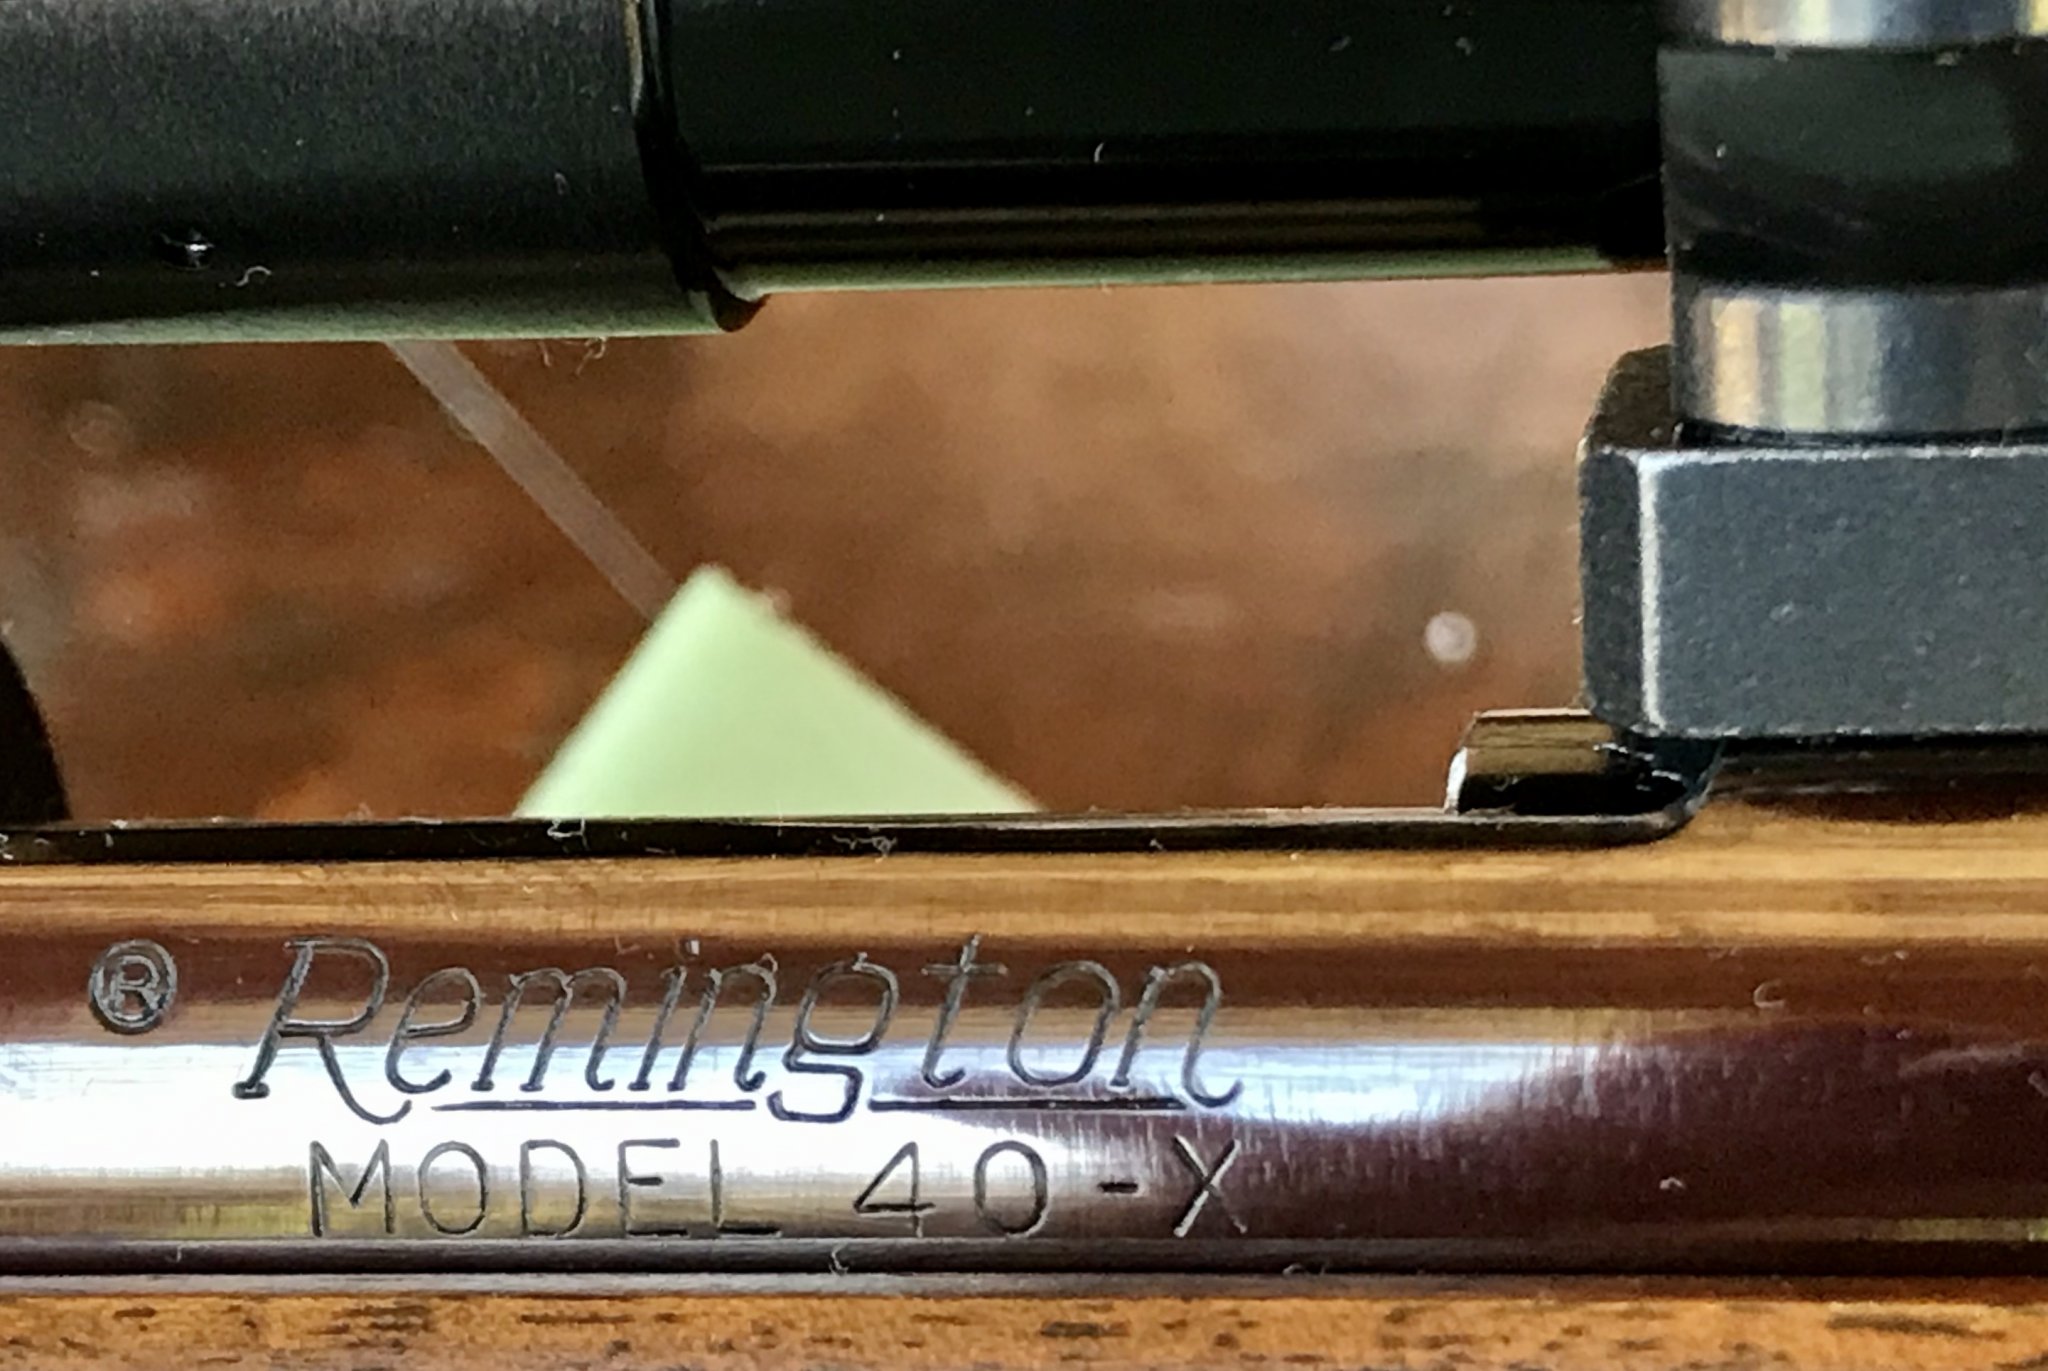 ® Remington
MODEL 40-X